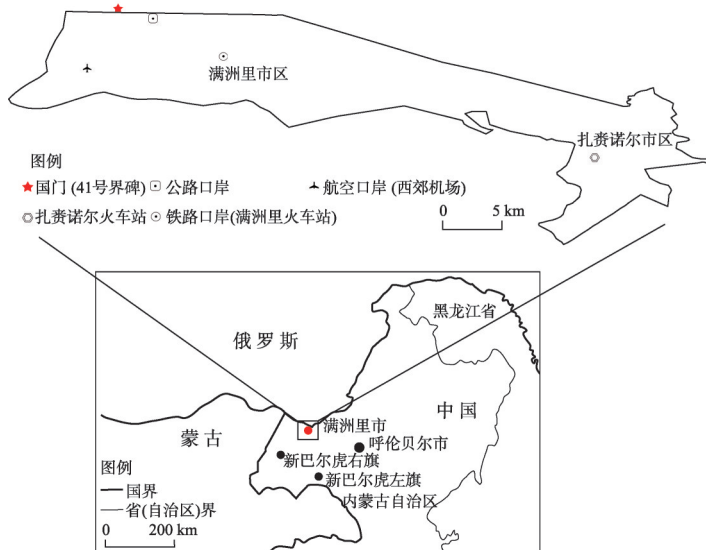 满洲里市区
扎赉诺尔市区
图例
国门 (41号界碑) 公路口岸 航空口岸 (西郊机场)
扎赉诺尔火车站 铁路口岸(满洲里火车站)
0 5 km
黑龙江省
俄罗斯
中国
满洲里市
蒙古
呼伦贝尔市
新巴尔虎右旗
新巴尔虎左旗
内蒙古自治区
图例
国界
省(自治区)界
0 200 km